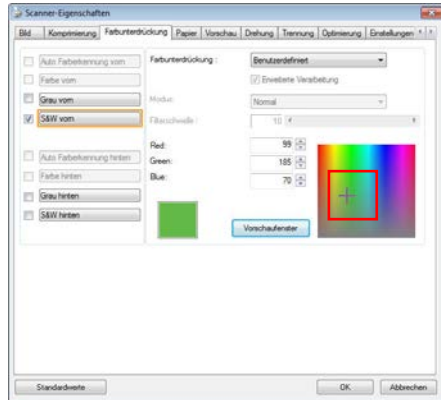 Scanner-Eigenschaften
Bild Komprimierung Farbunterdrückung Papier Vorschau Drehung Trennung Optimierung Einstellungen
Auto Farberkennung vorn
Farbe vorn
Grau vorn
S&W vorn
Auto Farberkennung hinten
Farbe hinten
Grau hinten
S&W hinten
Farbunterdrückung : Benutzerdefiniert
Erweiterte Verarbeitung
Modus: Normal
Filterschwelle : 10
Red: 99
Green: 185
Blue: 70
Vorschaufenster
Standardwerte OK Abbrechen